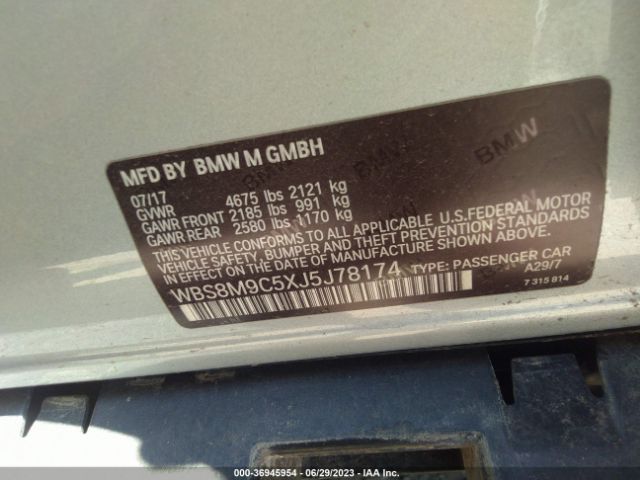 MFD BY BMW M GMBH
07/17
GVWR 4675 lbs 2121 kg
GAWR FRONT 2185 lbs 991 kg
GAWR REAR 2580 lbs 1170 kg
THIS VEHICLE CONFORMS TO ALL APPLICABLE U.S.FEDERAL MOTOR
VEHICLE SAFETY, BUMPER AND THEFT PREVENTION STANDARDS
IN EFFECT ON THE DATE OF MANUFACTURE SHOWN ABOVE.
WBS8M9C5XJ5J78174 TYPE: PASSENGER CAR
A29/7
7 315 814
BMW
BMW
BMW
000-36945954 / 06/29/2023 - IAA Inc.